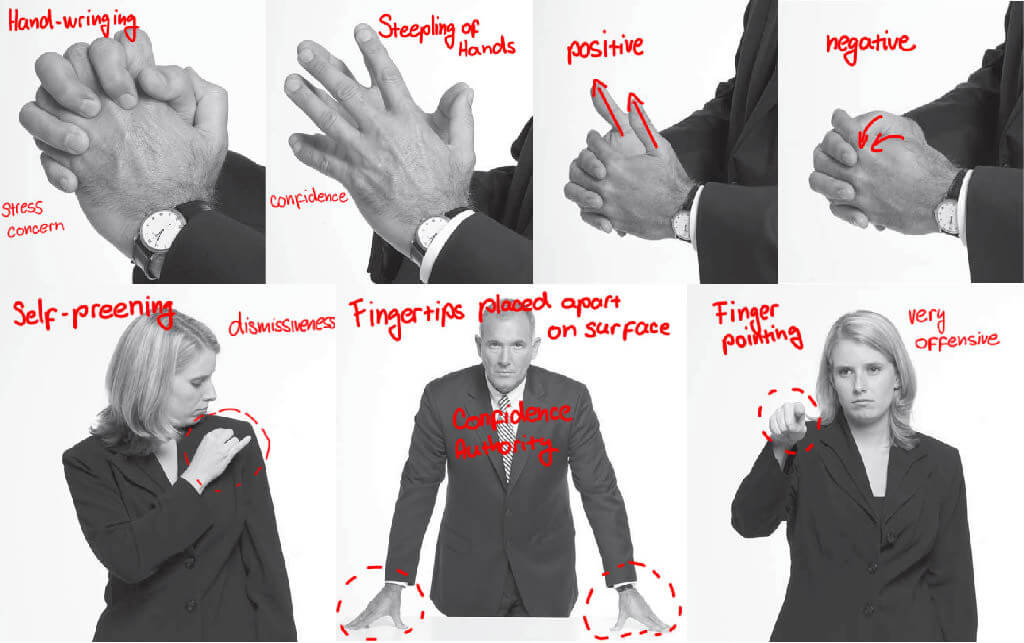 Hand-wringing
stress
concern
Steepling of
Hands
confidence
positive
negative
Self-preening
dismissiveness
Fingertips placed apart
on surface
Confidence
Authority
Finger
pointing
very
offensive